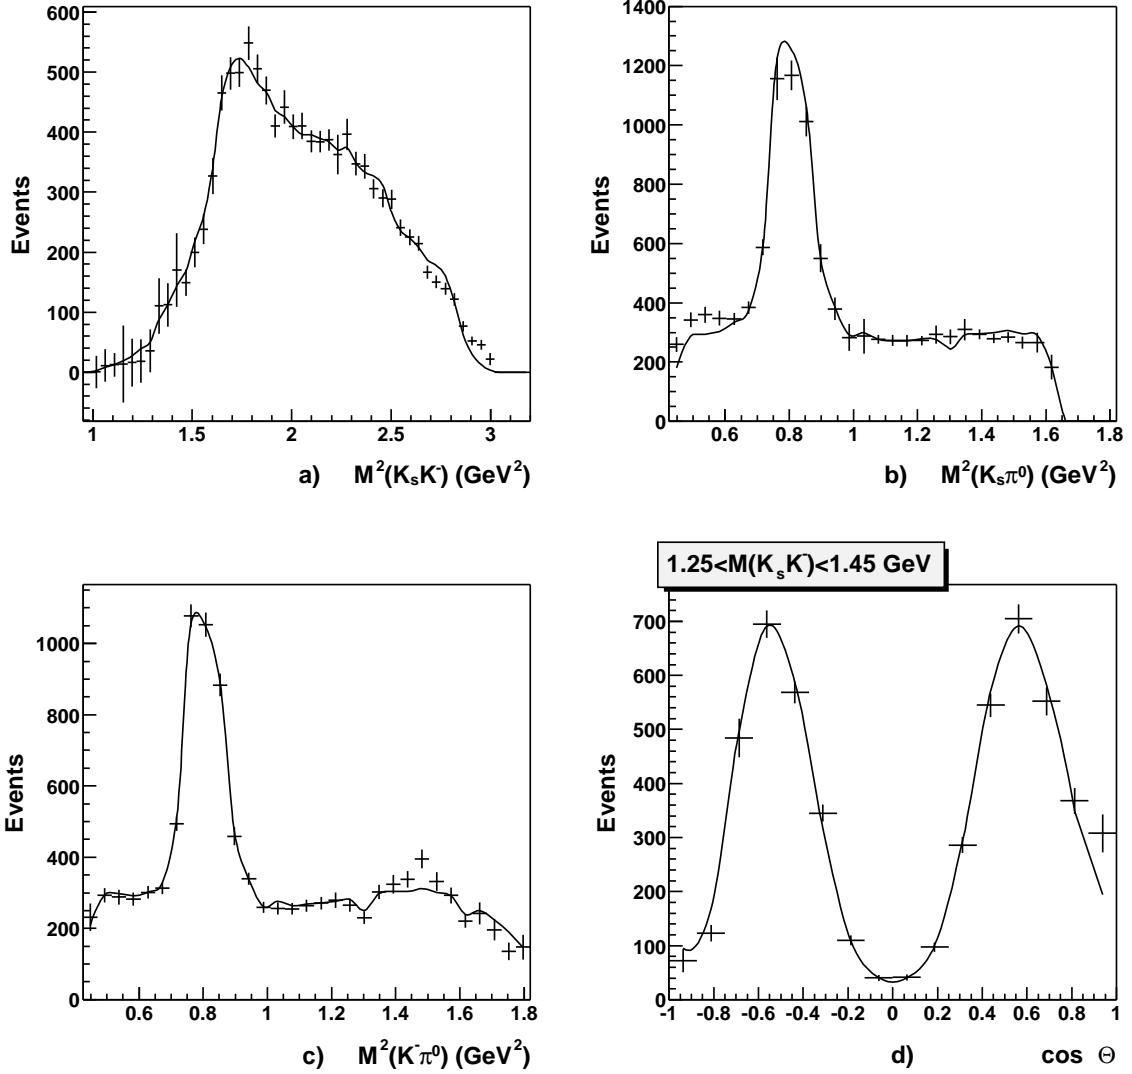 600
500
400
300
200
100
0
Events
1 1.5 2 2.5 3
a) M²(KₛK⁻) (GeV²)
1400
1200
1000
800
600
400
200
0
Events
0.6 0.8 1 1.2 1.4 1.6 1.8
b) M²(Kₛπ⁰) (GeV²)
1000
800
600
400
200
0
Events
0.6 0.8 1 1.2 1.4 1.6 1.8
c) M²(K⁻π⁰) (GeV²)
1.25<M(KₛK⁻)<1.45 GeV
700
600
500
400
300
200
100
0
Events
-1 -0.8 -0.6 -0.4 -0.2 0 0.2 0.4 0.6 0.8 1
d) cos Θ